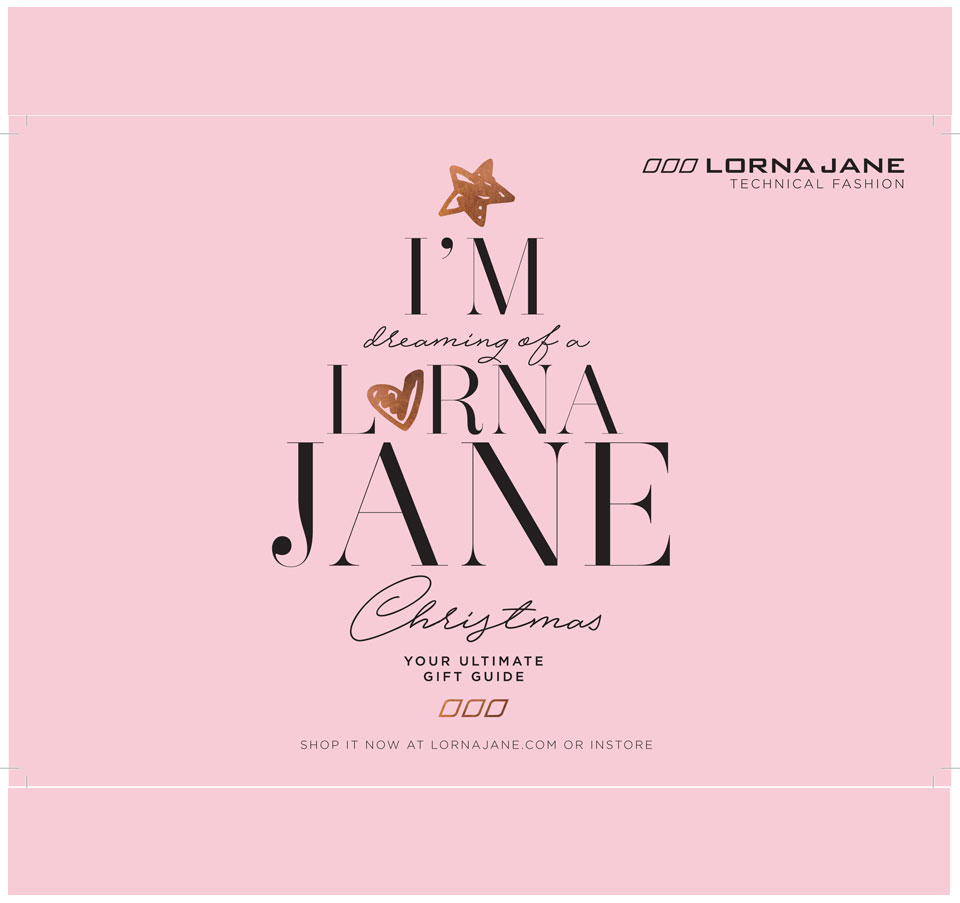 LORNA JANE
TECHNICAL FASHION
I'M
dreaming of a
LORNA
JANE
Christmas
YOUR ULTIMATE
GIFT GUIDE
SHOP IT NOW AT LORNAJANE.COM OR INSTORE